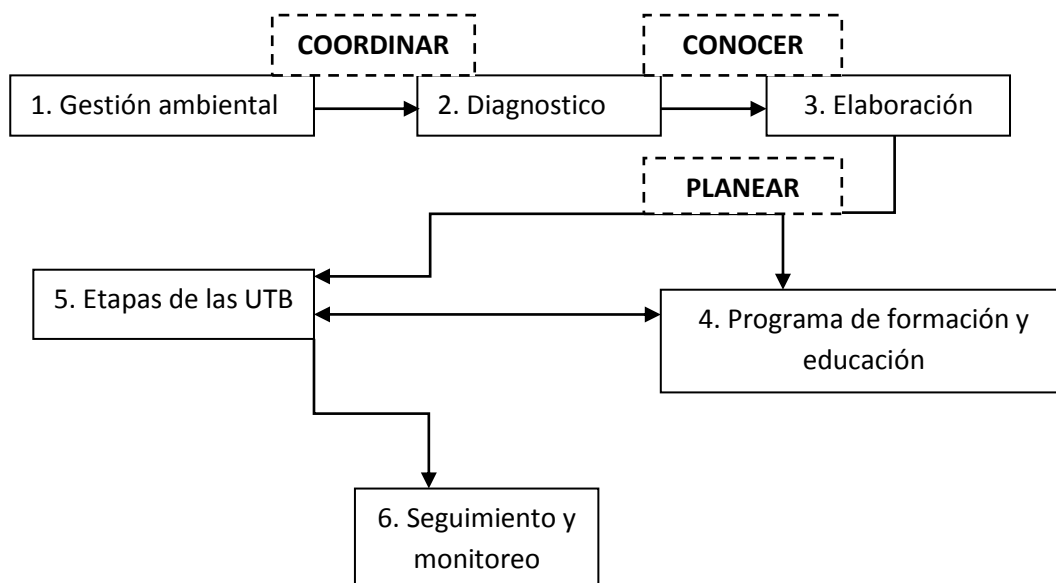 COORDINAR
CONOCER
1. Gestión ambiental
2. Diagnostico
3. Elaboración
PLANEAR
5. Etapas de las UTB
4. Programa de formación y
educación
6. Seguimiento y
monitoreo